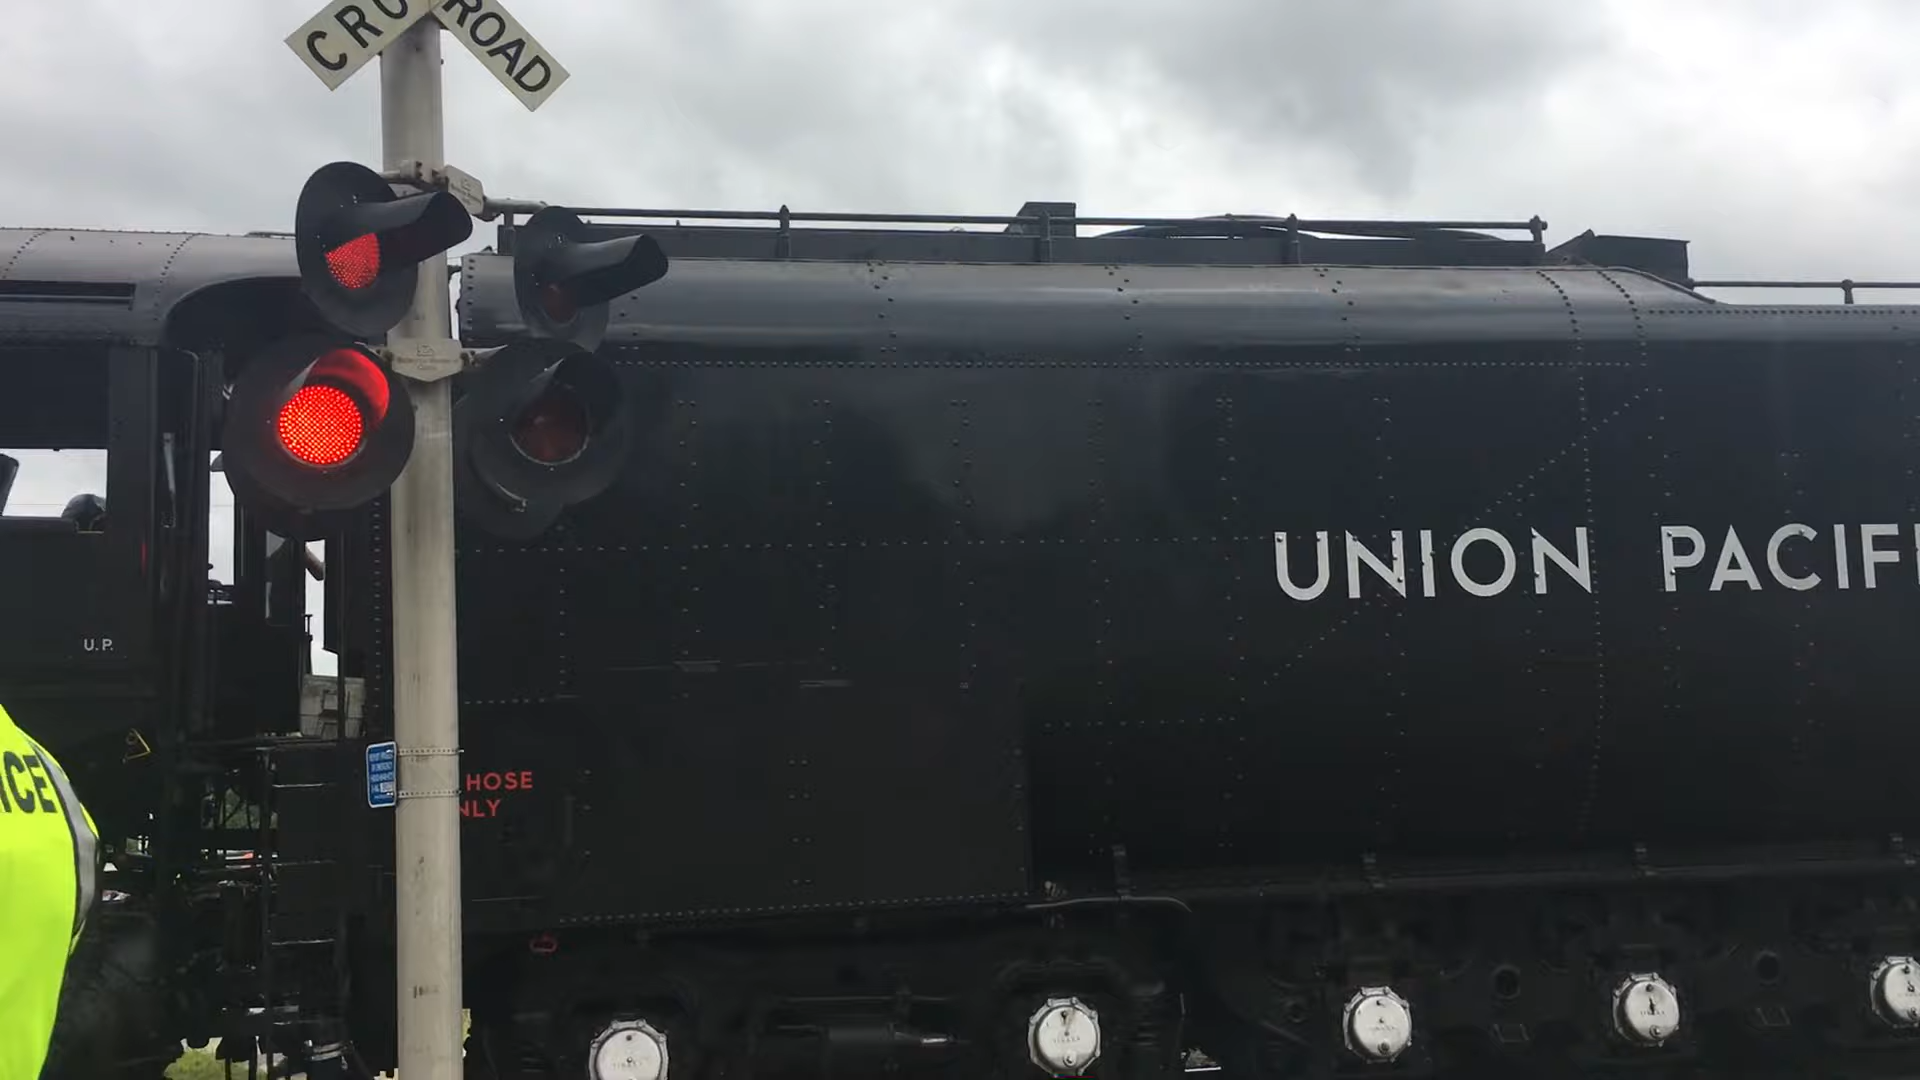 CRO
ROAD
UNION PACIFI
U.P.
HOSE
NLY
ICE